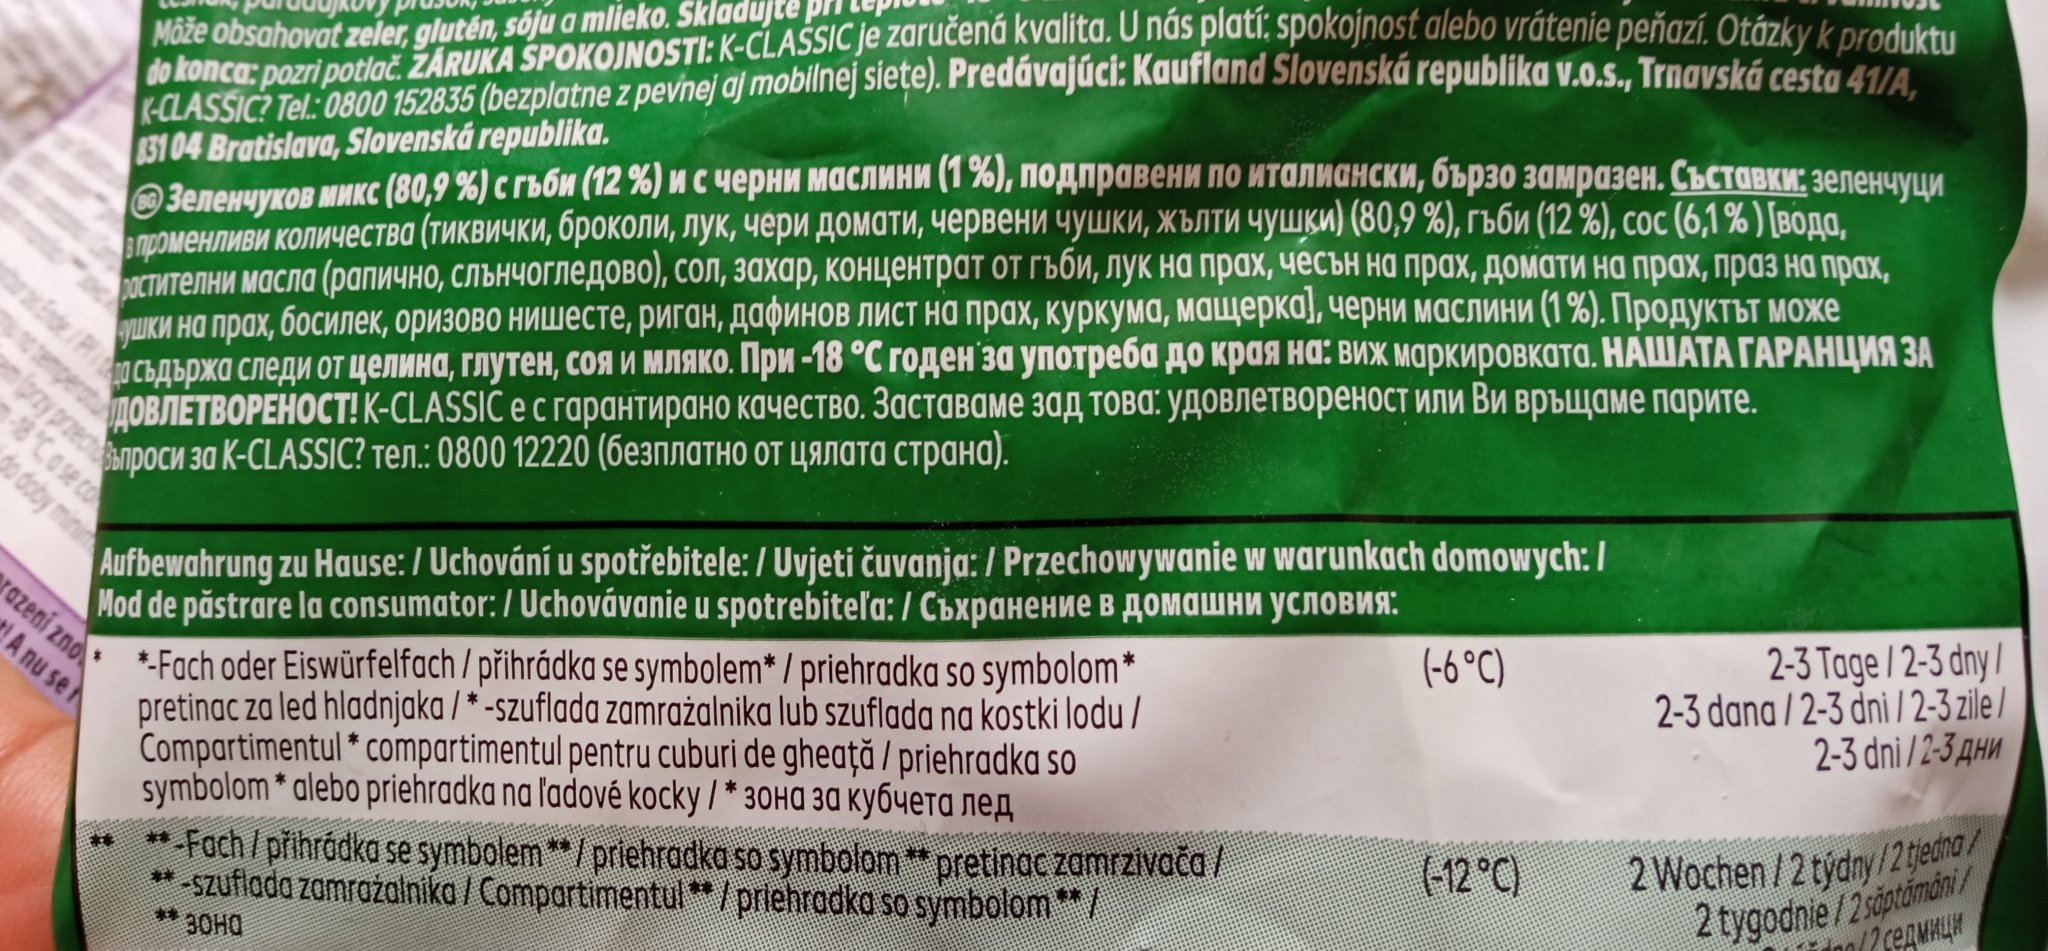 Môže obsahovať zeler, glutén, sóju a mlieko. Skladujte pri
do konca: pozri potlač. ZÁRUKA SPOKOJNOSTI: K-CLASSIC je zaručená kvalita. U nás platí: spokojnosť alebo vrátenie peňazí. Otázky k produktu
K-CLASSIC? Tel.: 0800 152835 (bezplatne z pevnej aj mobilnej siete). Predávajúci: Kaufland Slovenská republika v.o.s., Trnavská cesta 41/A,
831 04 Bratislava, Slovenská republika.
BG Зеленчуков микс (80,9 %) с гъби (12 %) и с черни маслини (1 %), подправени по италиански, бързо замразен. Съставки: зеленчуци
в променливи количества (тиквички, броколи, лук, чери домати, червени чушки, жълти чушки) (80,9 %), гъби (12 %), сос (6,1 % ) [вода,
растителни масла (рапично, слънчогледово), сол, захар, концентрат от гъби, лук на прах, чесън на прах, домати на прах, праз на прах,
чушки на прах, босилек, оризово нишесте, риган, дафинов лист на прах, куркума, мащерка], черни маслини (1 %). Продуктът може
да съдържа следи от целина, глутен, соя и мляко. При -18 °C годен за употреба до края на: виж маркировката. НАШАТА ГАРАНЦИЯ ЗА
УДОВЛЕТВОРЕНОСТ! K-CLASSIC е с гарантирано качество. Заставаме зад това: удовлетвореност или Ви връщаме парите.
Въпроси за K-CLASSIC? тел.: 0800 12220 (безплатно от цялата страна).
Aufbewahrung zu Hause: / Uchování u spotřebitele: / Uvjeti čuvanja: / Przechowywanie w warunkach domowych: /
Mod de păstrare la consumator: / Uchovávanie u spotrebiteľa: / Съхранение в домашни условия:
* *-Fach oder Eiswürfelfach / přihrádka se symbolem* / priehradka so symbolom* (-6 °C) 2-3 Tage / 2-3 dny /
pretinac za led hladnjaka / * -szuflada zamrażalnika lub szuflada na kostki lodu / 2-3 dana / 2-3 dni / 2-3 zile /
Compartimentul * compartimentul pentru cuburi de gheață / priehradka so 2-3 dni / 2-3 дни
symbolom * alebo priehradka na ľadové kocky / * зона за кубчета лед
** **-Fach / přihrádka se symbolem ** / priehradka so symbolom ** pretinac zamrzivača / (-12 °C) 2 Wochen / 2 týdny / 2 tjedna /
** -szuflada zamrażalnika / Compartimentul ** / priehradka so symbolom ** / 2 tygodnie / 2 săptămâni /
** зона 2 седмици